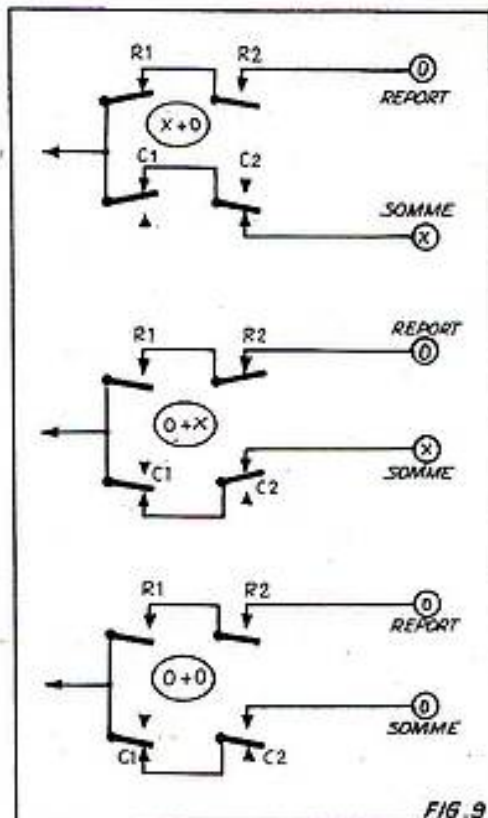 R1 R2 0
REPORT
X+0
C1 C2
SOMME
X
REPORT
R1 R2 0
0+X
X
C1 C2 SOMME
R1 R2 0
REPORT
0+0
0
C1 C2 SOMME
FIG.9